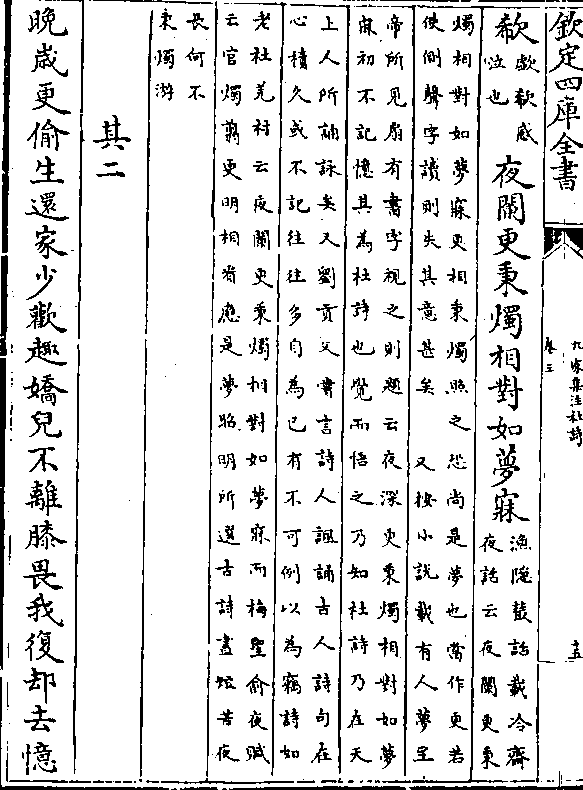 欽定四庫全書
九家集注杜詩
卷三
十五
欷
歔欷感
泣也
夜闌更秉燭相對如夢寐
漁隱叢話載冷齋
夜話云夜闌更秉
燭相對如夢寐更相秉燭照之恐尚是夢也當作更若
使側聲字讀則失其意甚矣 又按小說載有人夢至
帝所見扇有書字視之則題云夜深更秉燭相對如夢
寐初不記憶其為杜詩也覺而悟之乃知杜詩乃在天
上人所誦詠矣又劉貢父嘗言詩人諷誦古人詩句在
心積久或不記往往多自為已有不可例以為竊詩如
老杜羌村云夜闌更秉燭相對如夢寐而梅聖俞夜賦
云官燭剪更明相看應是夢昭明所選古詩晝短苦夜
長何不
秉燭游
其二
晚歲更偷生還家少歡趣嬌兒不離膝畏我復却去憶